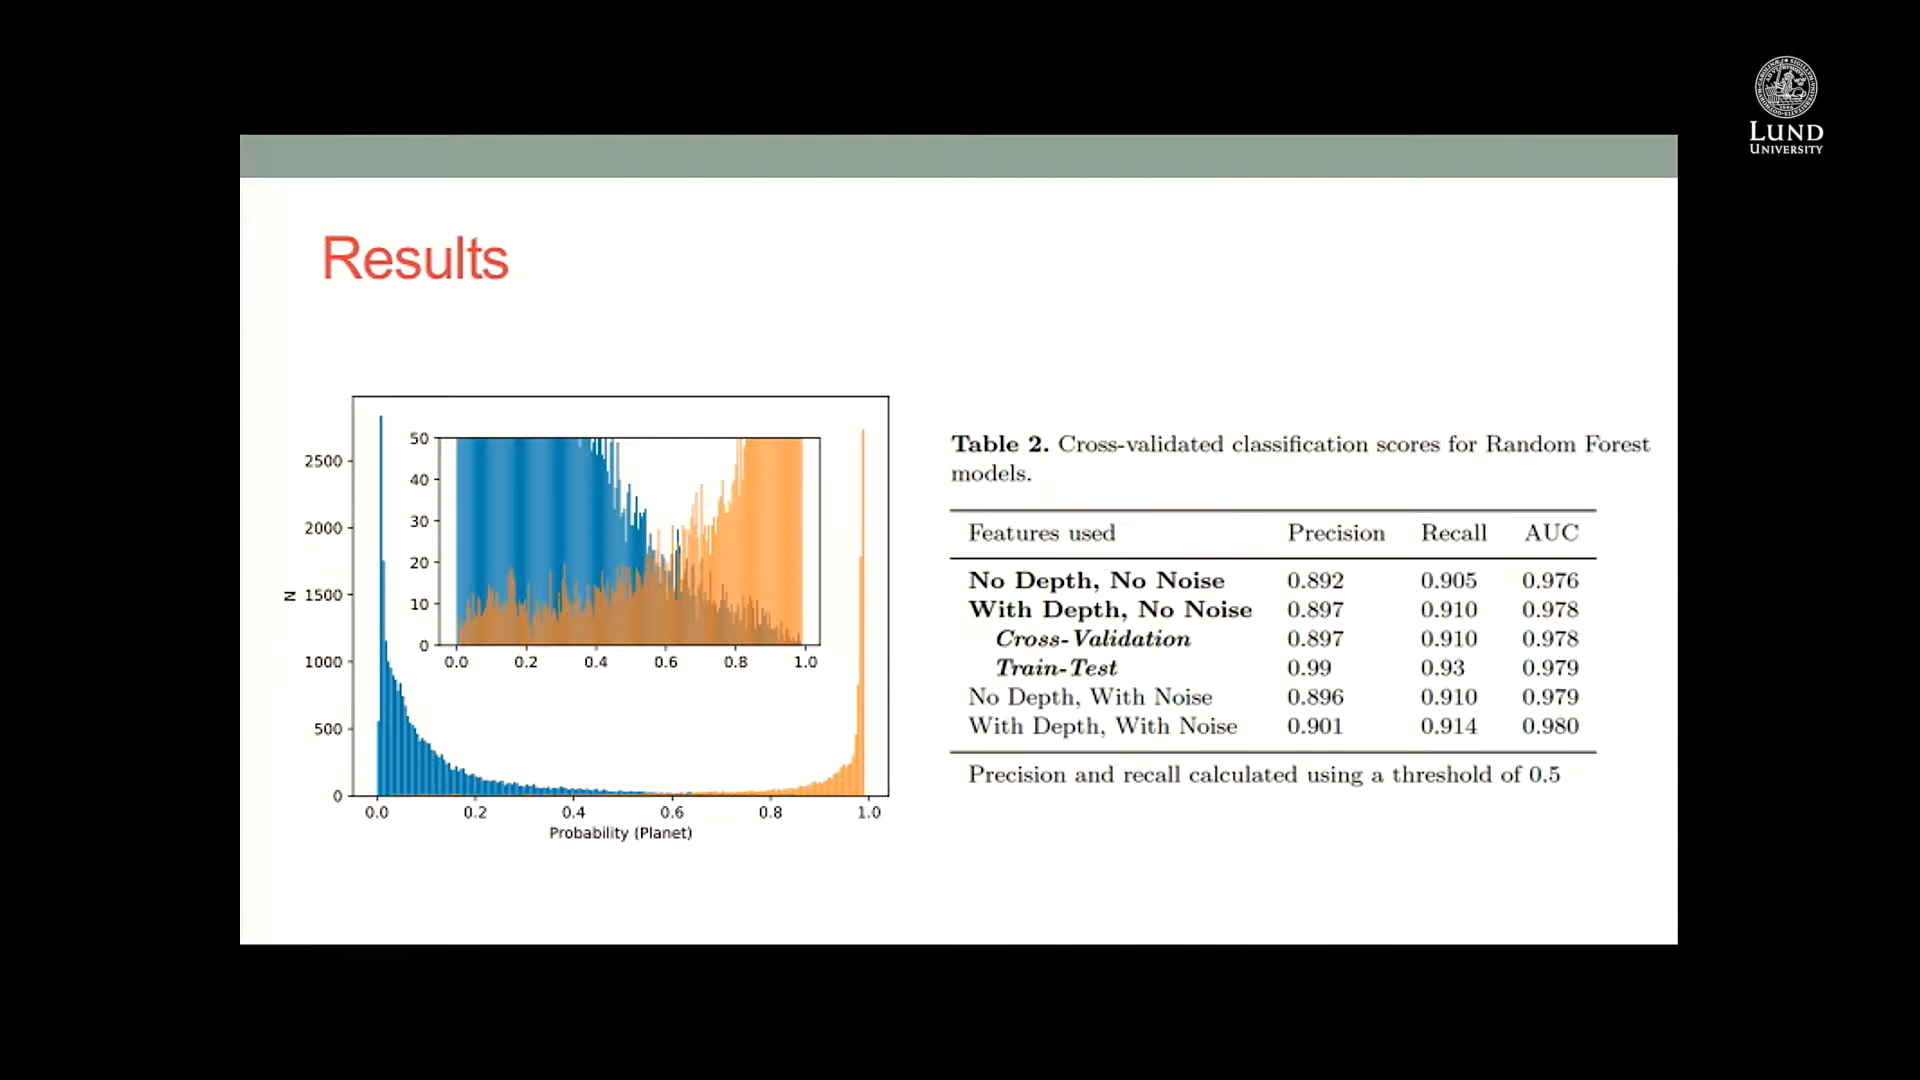 LUND
UNIVERSITY
Results
2500
2000
1500
1000
500
0
N
50
40
30
20
10
0
0.0 0.2 0.4 0.6 0.8 1.0
0.0 0.2 0.4 0.6 0.8 1.0
Probability (Planet)
Table 2. Cross-validated classification scores for Random Forest
models.
Features used Precision Recall AUC
No Depth, No Noise 0.892 0.905 0.976
With Depth, No Noise 0.897 0.910 0.978
Cross-Validation 0.897 0.910 0.978
Train-Test 0.99 0.93 0.979
No Depth, With Noise 0.896 0.910 0.979
With Depth, With Noise 0.901 0.914 0.980
Precision and recall calculated using a threshold of 0.5